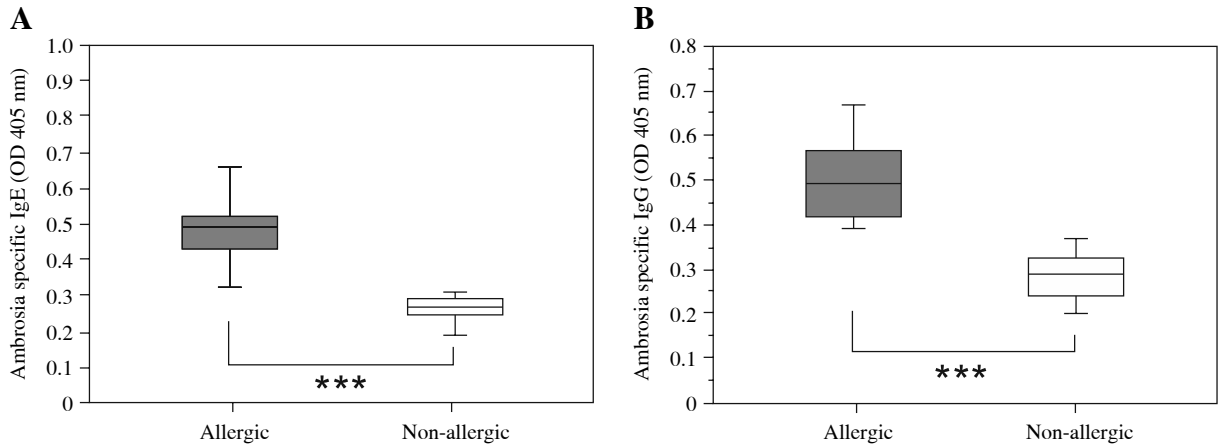 A
Ambrosia specific IgE (OD 405 nm)
1.0
0.9
0.8
0.7
0.6
0.5
0.4
0.3
0.2
0.1
0
***
Allergic
Non-allergic
B
Ambrosia specific IgG (OD 405 nm)
0.8
0.7
0.6
0.5
0.4
0.3
0.2
0.1
0
***
Allergic
Non-allergic